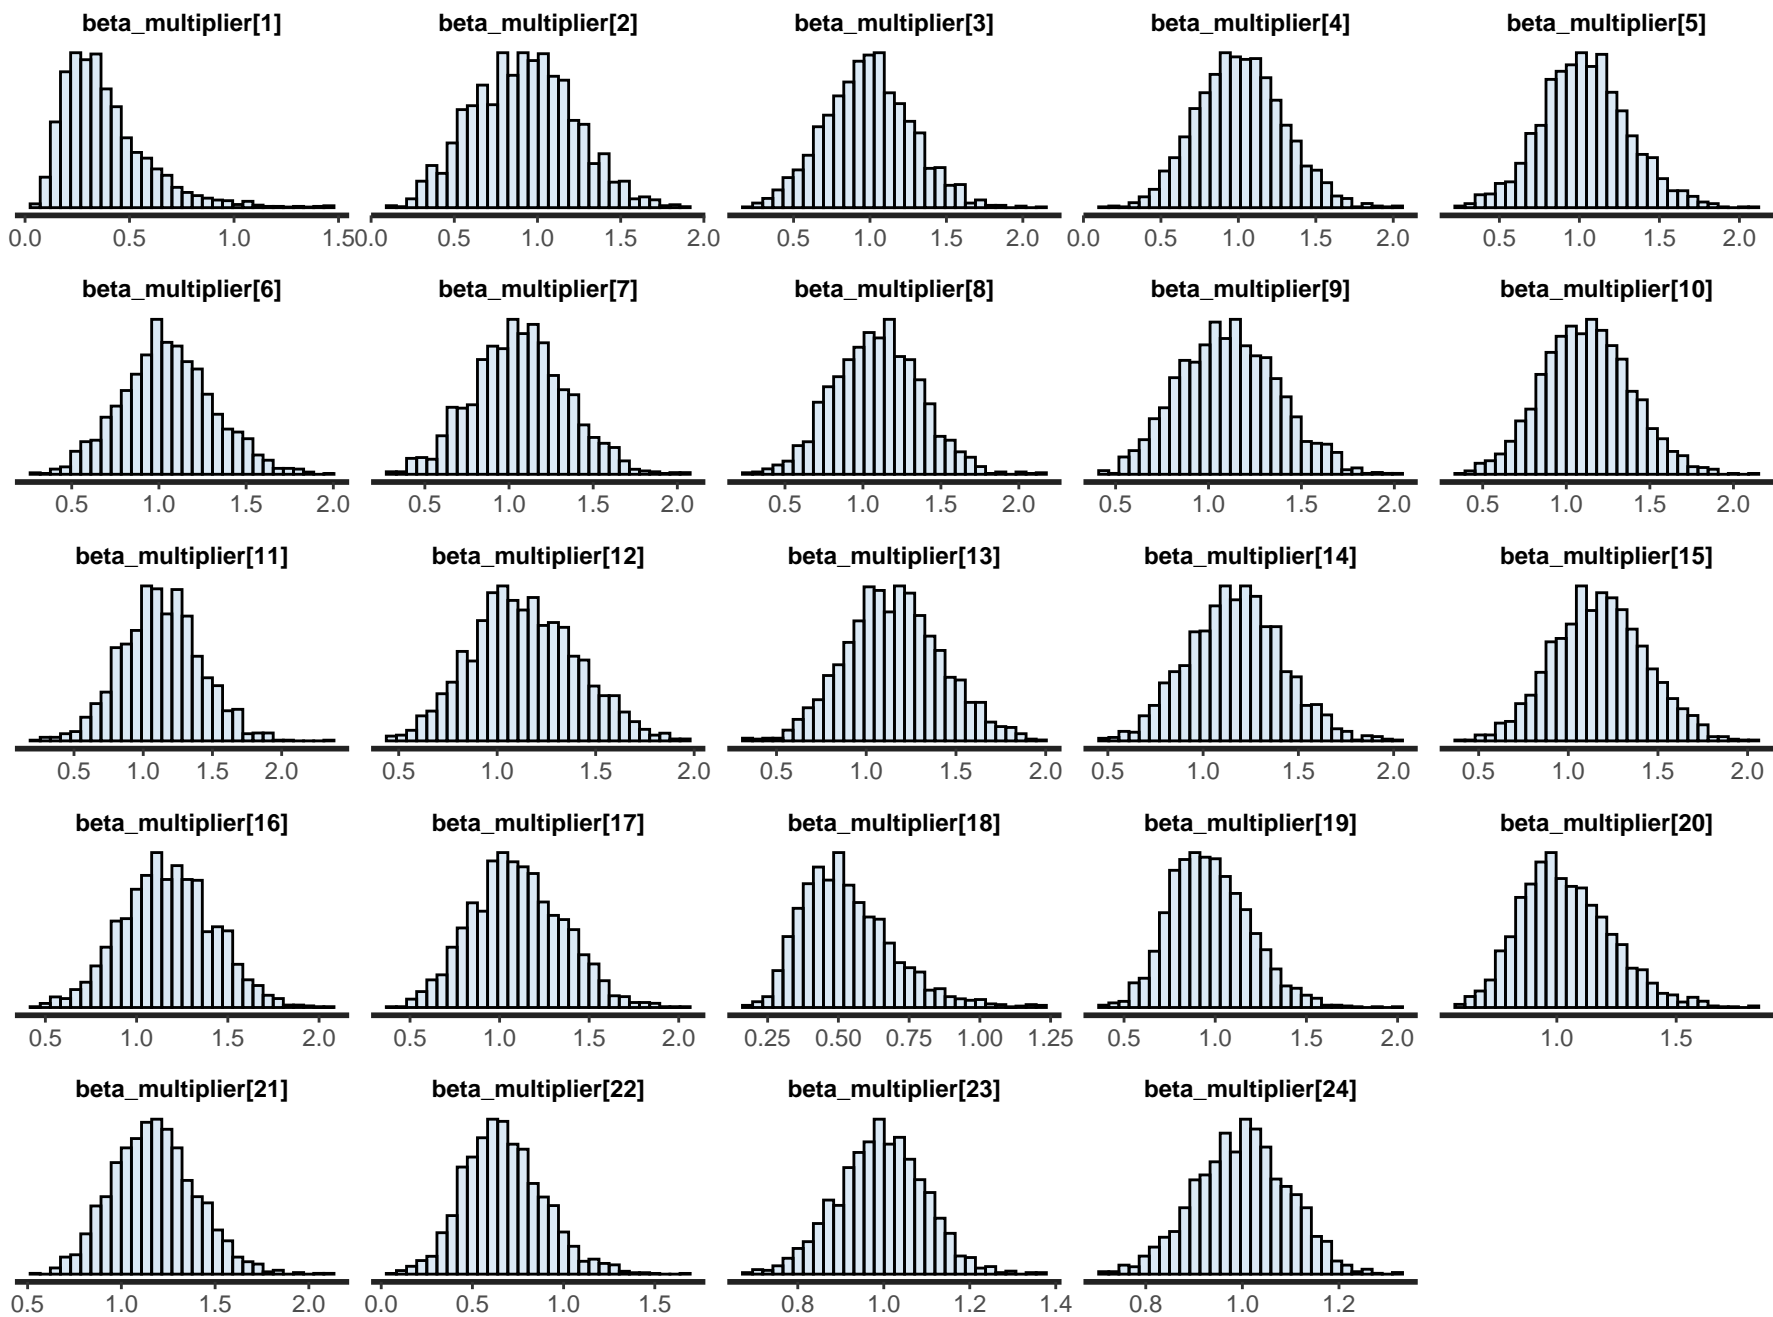 beta_multiplier[1] beta_multiplier[2] beta_multiplier[3] beta_multiplier[4] beta_multiplier[5]
0.0 0.5 1.0 1.5 0.0 0.5 1.0 1.5 2.0 0.5 1.0 1.5 2.0 0.0 0.5 1.0 1.5 2.0 0.5 1.0 1.5 2.0
beta_multiplier[6] beta_multiplier[7] beta_multiplier[8] beta_multiplier[9] beta_multiplier[10]
0.5 1.0 1.5 2.0 0.5 1.0 1.5 2.0 0.5 1.0 1.5 2.0 0.5 1.0 1.5 2.0 0.5 1.0 1.5 2.0
beta_multiplier[11] beta_multiplier[12] beta_multiplier[13] beta_multiplier[14] beta_multiplier[15]
0.5 1.0 1.5 2.0 0.5 1.0 1.5 2.0 0.5 1.0 1.5 2.0 0.5 1.0 1.5 2.0 0.5 1.0 1.5 2.0
beta_multiplier[16] beta_multiplier[17] beta_multiplier[18] beta_multiplier[19] beta_multiplier[20]
0.5 1.0 1.5 2.0 0.5 1.0 1.5 2.0 0.25 0.50 0.75 1.00 1.25 0.5 1.0 1.5 2.0 1.0 1.5
beta_multiplier[21] beta_multiplier[22] beta_multiplier[23] beta_multiplier[24]
0.5 1.0 1.5 2.0 0.0 0.5 1.0 1.5 0.8 1.0 1.2 1.4 0.8 1.0 1.2